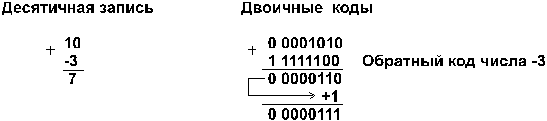 Десятичная запись Двоичные коды
+ 10 + 0 0001010
-3 1 1111100 Обратный код числа -3
7 0 0000110
+1
0 0000111